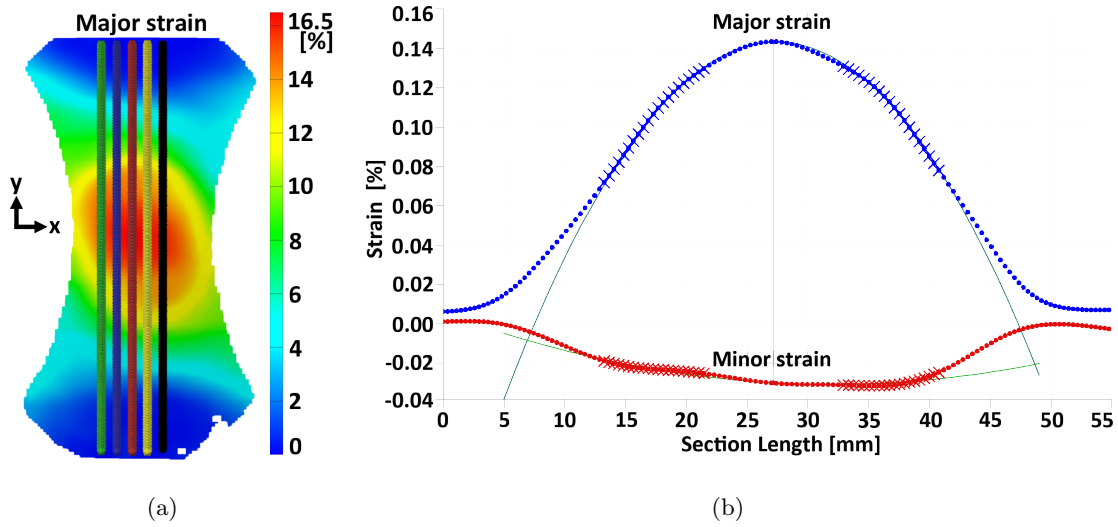 Major strain
16.5
[%]
14
12
10
8
6
4
2
0
y
x
(a)
Strain [%]
0.16
0.14
0.12
0.10
0.08
0.06
0.04
0.02
0.00
-0.02
-0.04
Major strain
Minor strain
0 5 10 15 20 25 30 35 40 45 50 55
Section Length [mm]
(b)